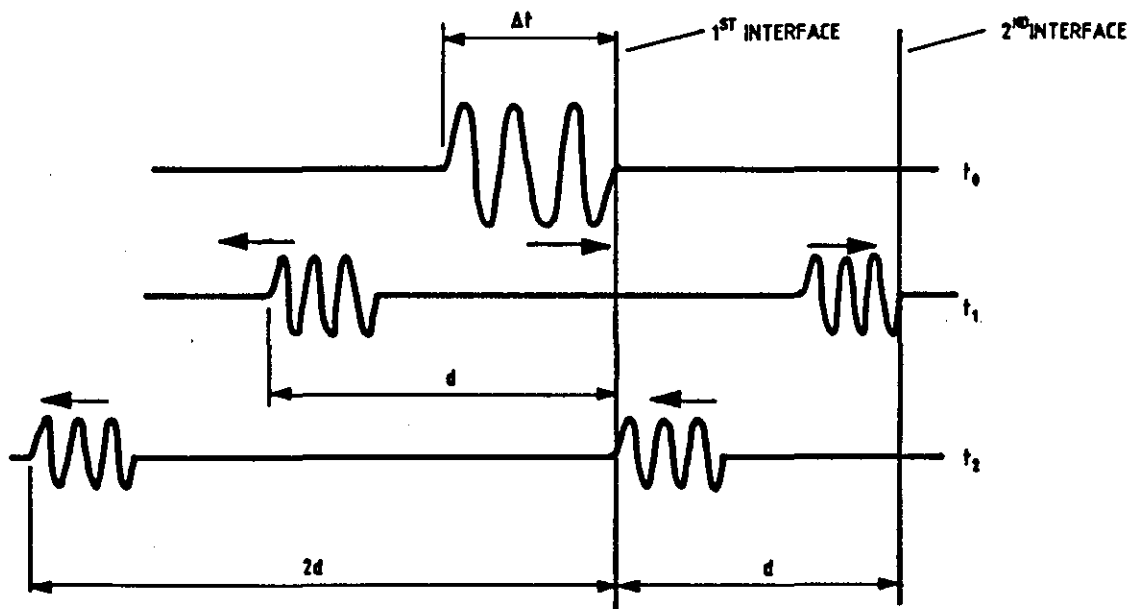 Δt
1ST INTERFACE
2ND INTERFACE
t0
t1
d
t2
2d
d